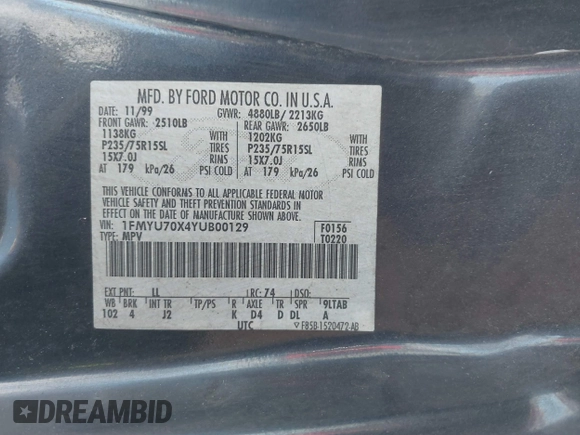 MFD. BY FORD MOTOR CO. IN U.S.A.
DATE: 11/99 GVWR: 4880LB/ 2213KG
FRONT GAWR: 2510LB REAR GAWR: 2650LB
1138KG WITH 1202KG WITH
P235/75R15SL TIRES P235/75R15SL TIRES
15X7.0J RIMS 15X7.0J RIMS
AT 179 kPa/26 PSI COLD AT 179 kPa/26 PSI COLD
THIS VEHICLE CONFORMS TO ALL APPLICABLE FEDERAL MOTOR
VEHICLE SAFETY AND THEFT PREVENTION STANDARDS IN
EFFECT ON THE DATE OF MANUFACTURE SHOWN ABOVE.
VIN: 1FMYU70X4YUB00129 F0156
TYPE: MPV T0220
EXT PNT: LL RC: 74 DSO:
WB BRK INT TR TP/PS R AXLE TR SPR 9LTAB
102 4 J2 K D4 D DL A
UTC ▽F85B-1520472-AB
DREAMBID